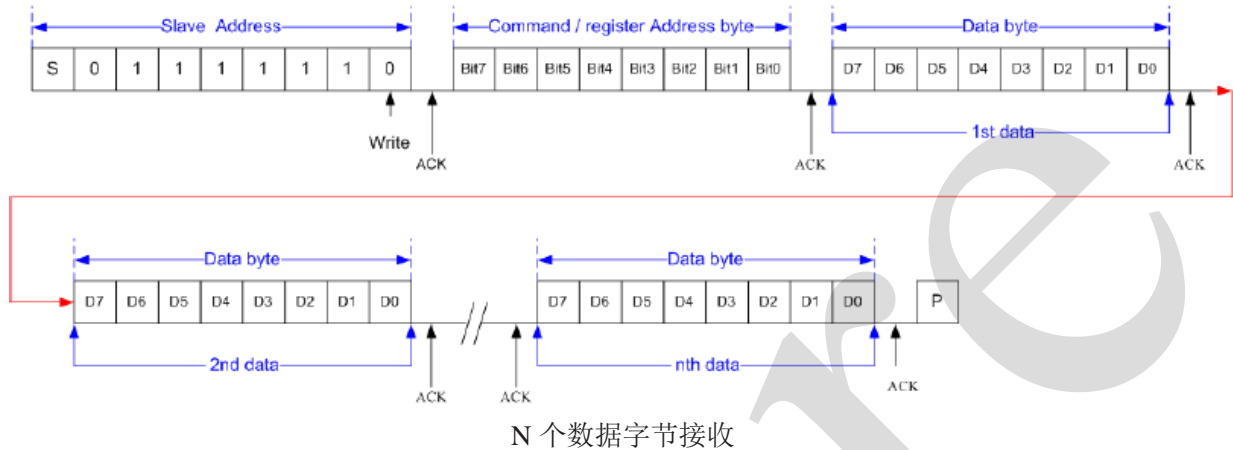 Slave Address
Command / register Address byte
Data byte
S 0 1 1 1 1 1 1 0
Bit7 Bit6 Bit5 Bit4 Bit3 Bit2 Bit1 Bit0
D7 D6 D5 D4 D3 D2 D1 D0
Write
ACK
ACK
1st data
ACK
Data byte
Data byte
D7 D6 D5 D4 D3 D2 D1 D0
//
D7 D6 D5 D4 D3 D2 D1 D0
P
2nd data
ACK
ACK
nth data
ACK
N 个数据字节接收
re